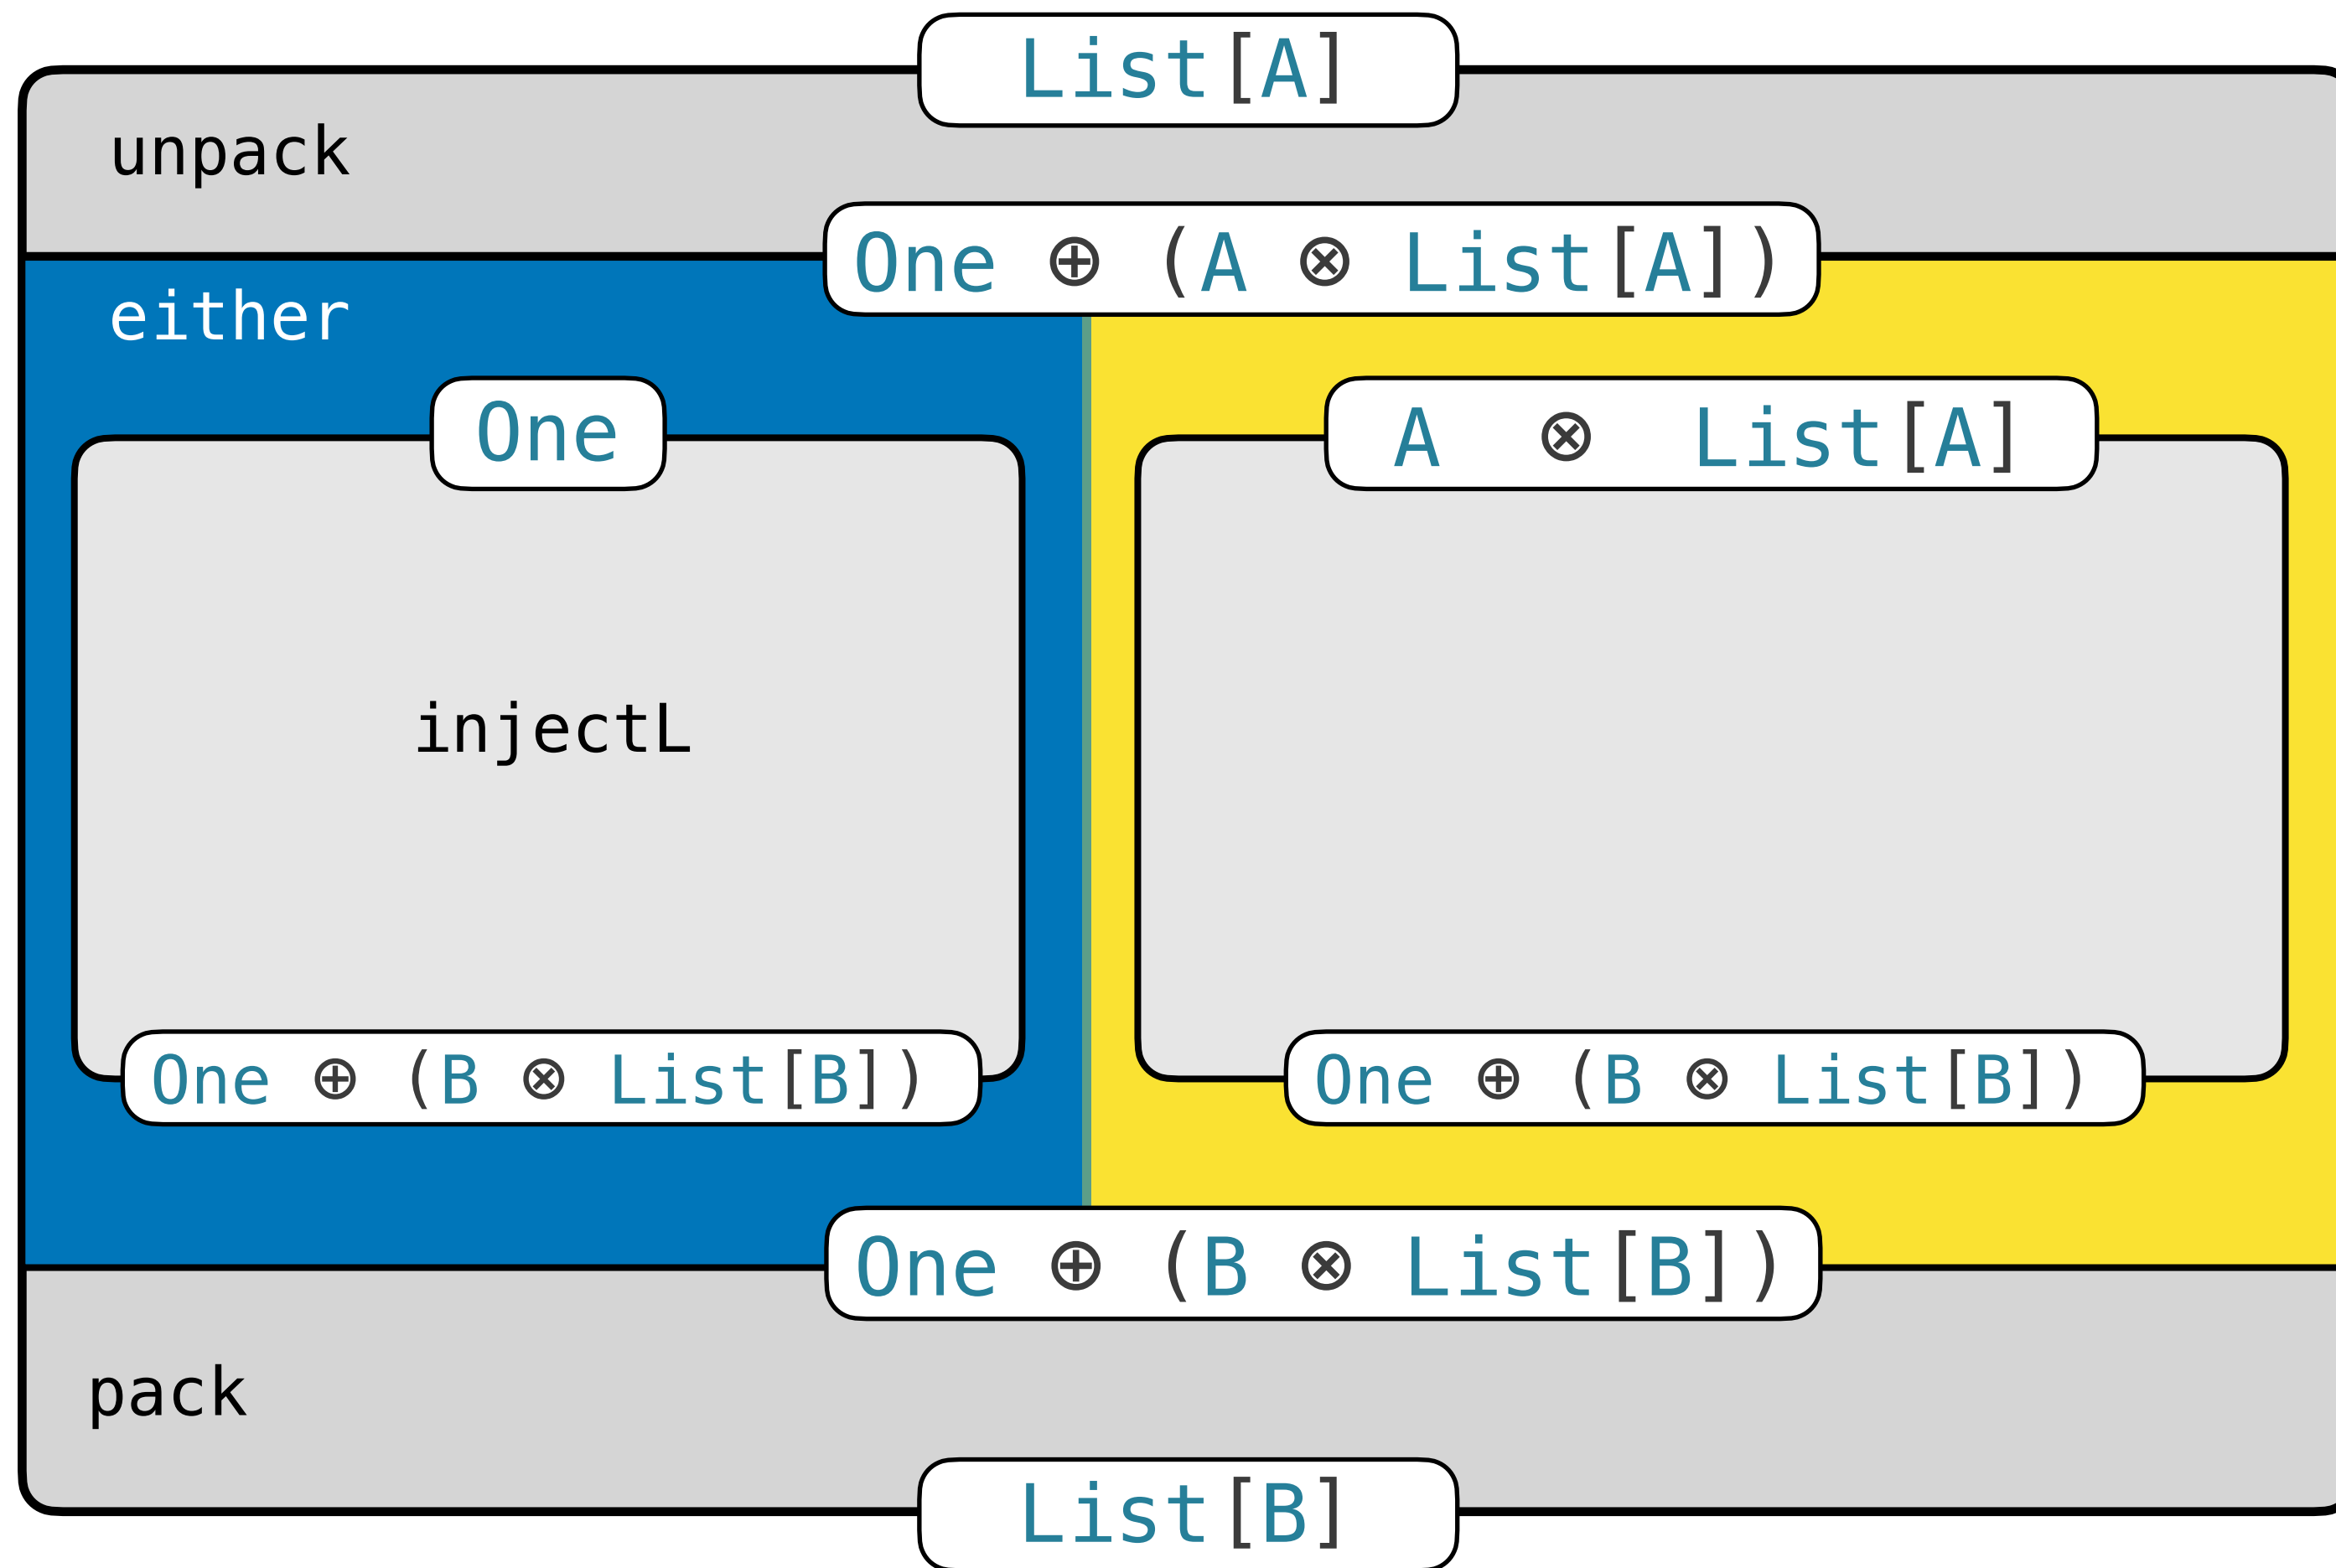 List[A]
unpack
One ⊕ (A ⊗ List[A])
either
One
A ⊗ List[A]
injectL
One ⊕ (B ⊗ List[B])
One ⊕ (B ⊗ List[B])
One ⊕ (B ⊗ List[B])
pack
List[B]